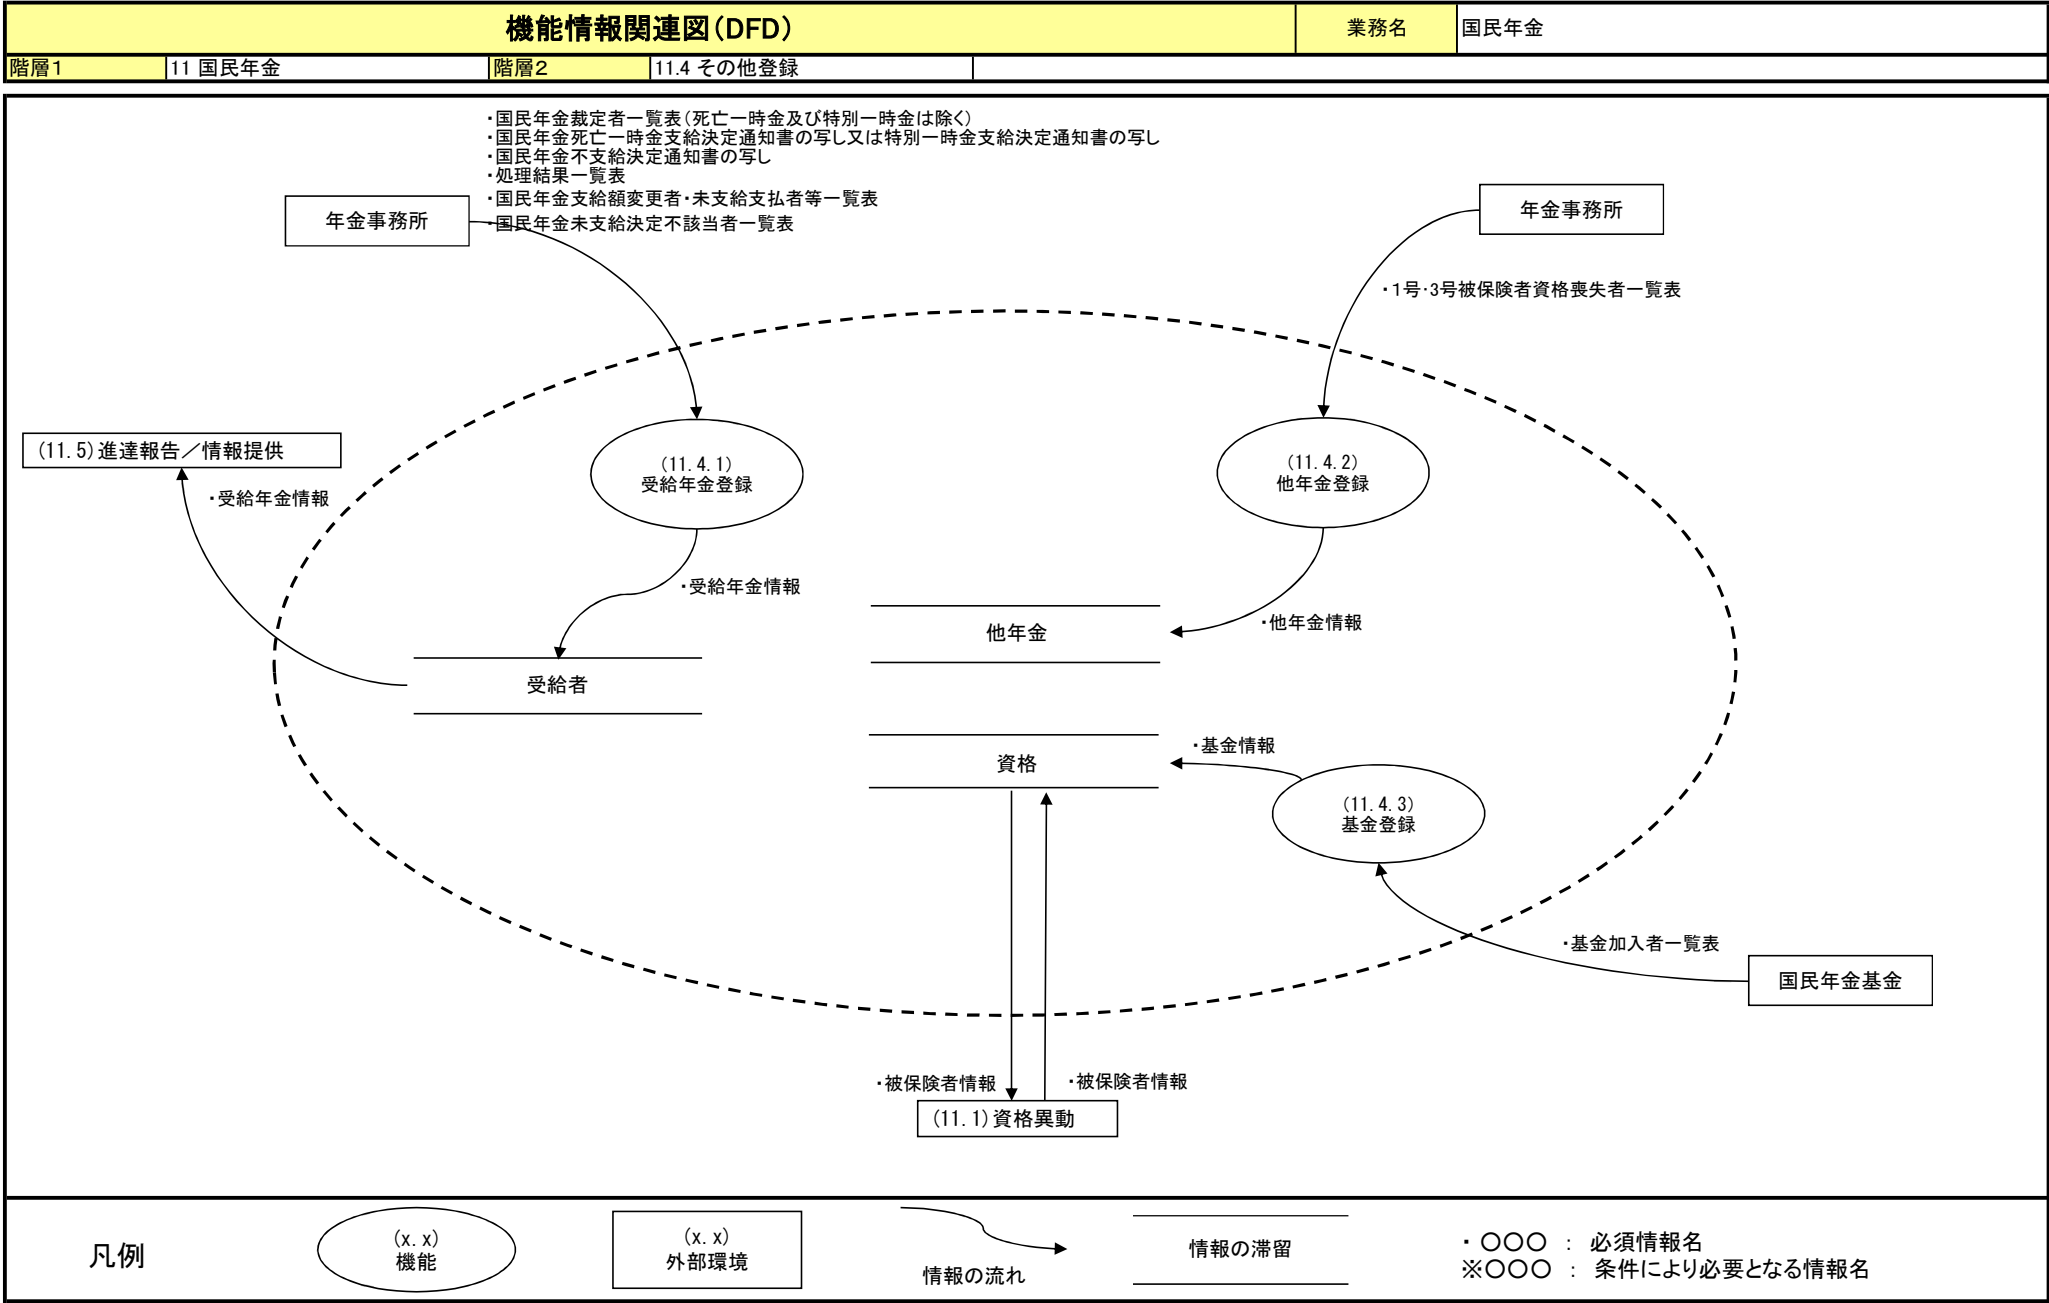 機能情報関連図(DFD)
業務名
国民年金
階層1
11 国民年金
階層2
11.4 その他登録
・国民年金裁定者一覧表(死亡一時金及び特別一時金は除く)
・国民年金死亡一時金支給決定通知書の写し又は特別一時金支給決定通知書の写し
・国民年金不支給決定通知書の写し
・処理結果一覧表
・国民年金支給額変更者・未支給支払者等一覧表
・国民年金未支給決定不該当者一覧表
年金事務所
年金事務所
・1号・3号被保険者資格喪失者一覧表
(11.5)進達報告/情報提供
・受給年金情報
(11.4.1)
受給年金登録
(11.4.2)
他年金登録
・受給年金情報
・他年金情報
他年金
受給者
・基金情報
資格
(11.4.3)
基金登録
・基金加入者一覧表
国民年金基金
・被保険者情報
・被保険者情報
(11.1)資格異動
凡例
(x.x)
機能
(x.x)
外部環境
情報の流れ
情報の滞留
・ 〇〇〇 : 必須情報名
※〇〇〇 : 条件により必要となる情報名